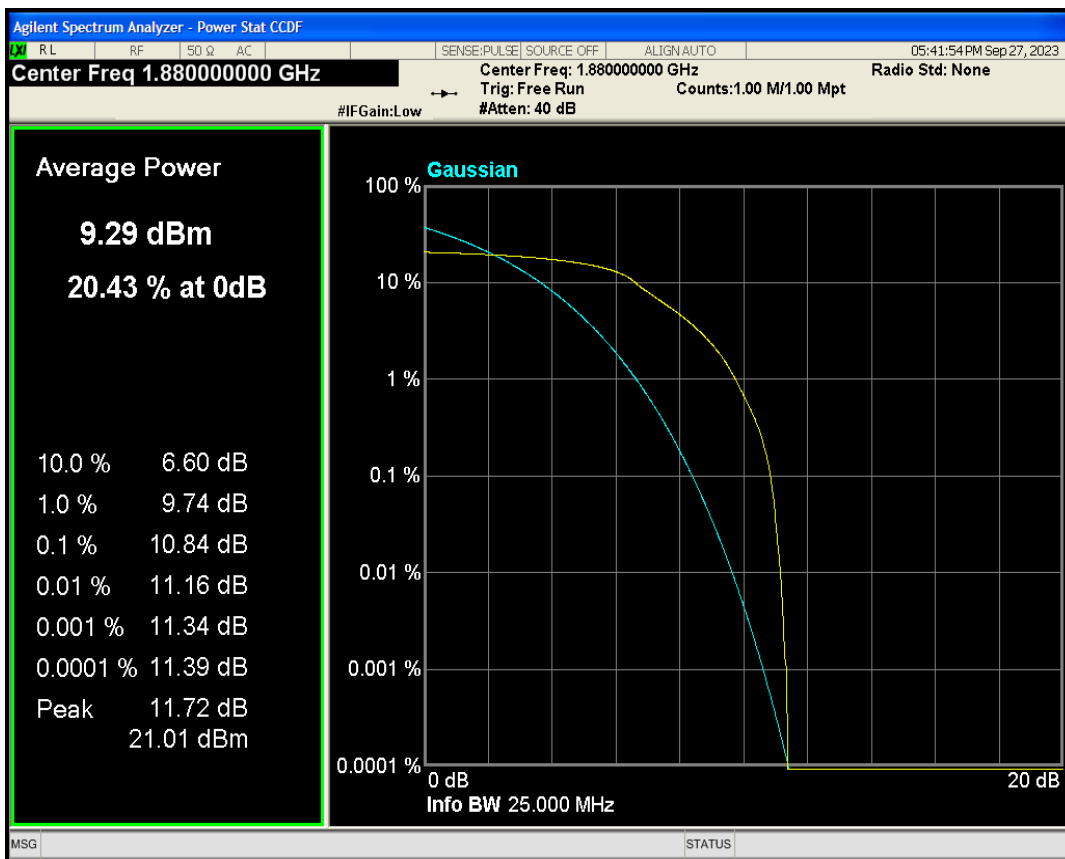 Agilent Spectrum Analyzer - Power Stat CCDF
LXI RL RF 50 Ω AC SENSE:PULSE SOURCE OFF ALIGN AUTO 05:41:54 PM Sep 27, 2023
Center Freq 1.880000000 GHz Center Freq: 1.880000000 GHz Radio Std: None
Trig: Free Run Counts:1.00 M/1.00 Mpt
#IFGain:Low #Atten: 40 dB
Average Power
9.29 dBm
20.43 % at 0dB
10.0 % 6.60 dB
1.0 % 9.74 dB
0.1 % 10.84 dB
0.01 % 11.16 dB
0.001 % 11.34 dB
0.0001 % 11.39 dB
Peak 11.72 dB
21.01 dBm
Gaussian
100 %
10 %
1 %
0.1 %
0.01 %
0.001 %
0.0001 %
0 dB 20 dB
Info BW 25.000 MHz
MSG STATUS